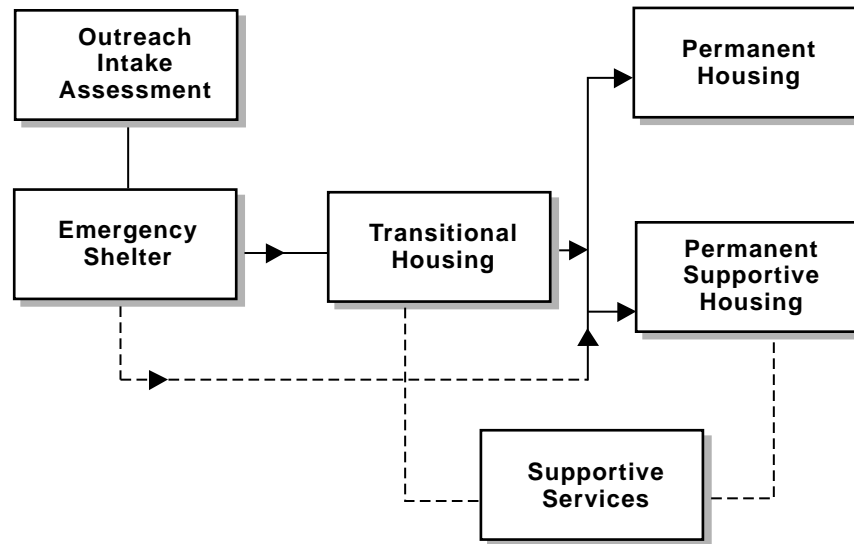 Outreach
Intake
Assessment
Permanent
Housing
Emergency
Shelter
Transitional
Housing
Permanent
Supportive
Housing
Supportive
Services